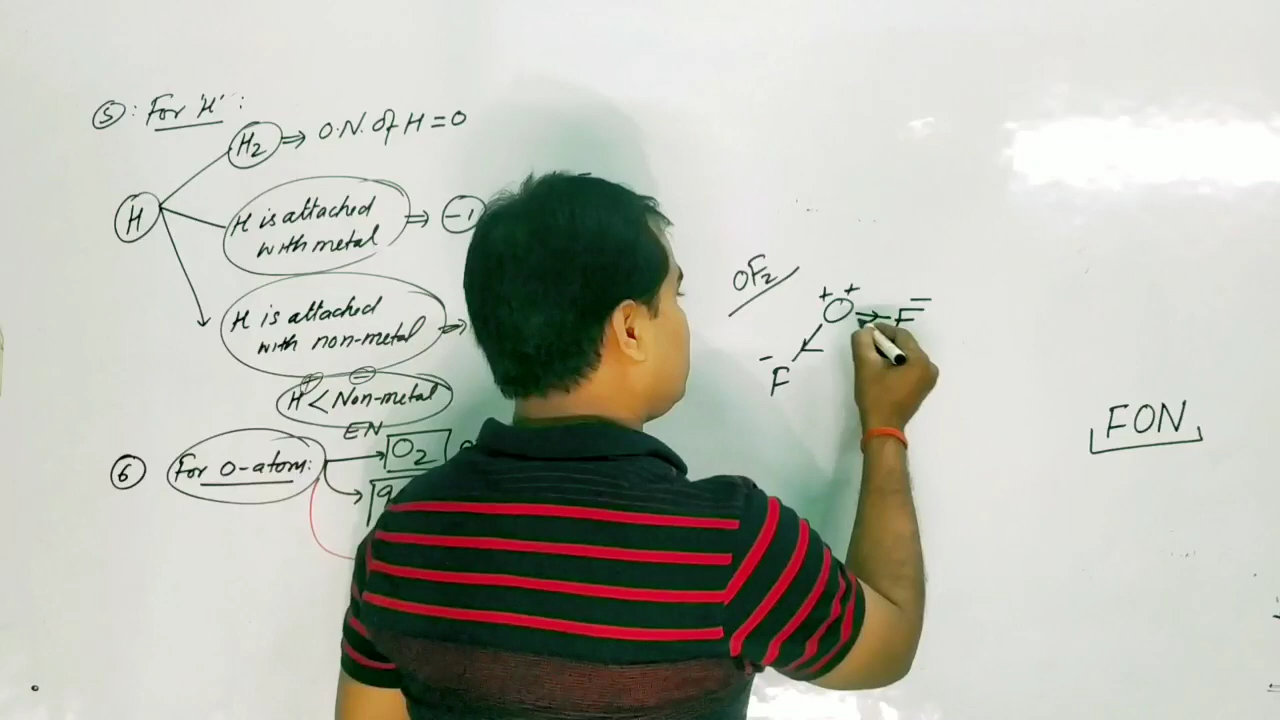 ⑤: For 'H':
H₂ ⇒ O.N. of H = 0
H
H is attached
with metal ⇒ -1
H is attached
with non-metal ⇒
H < Non-metal
EN
⑥ For O-atom:
O₂
OF₂
+ + −
O F
−
F
FON